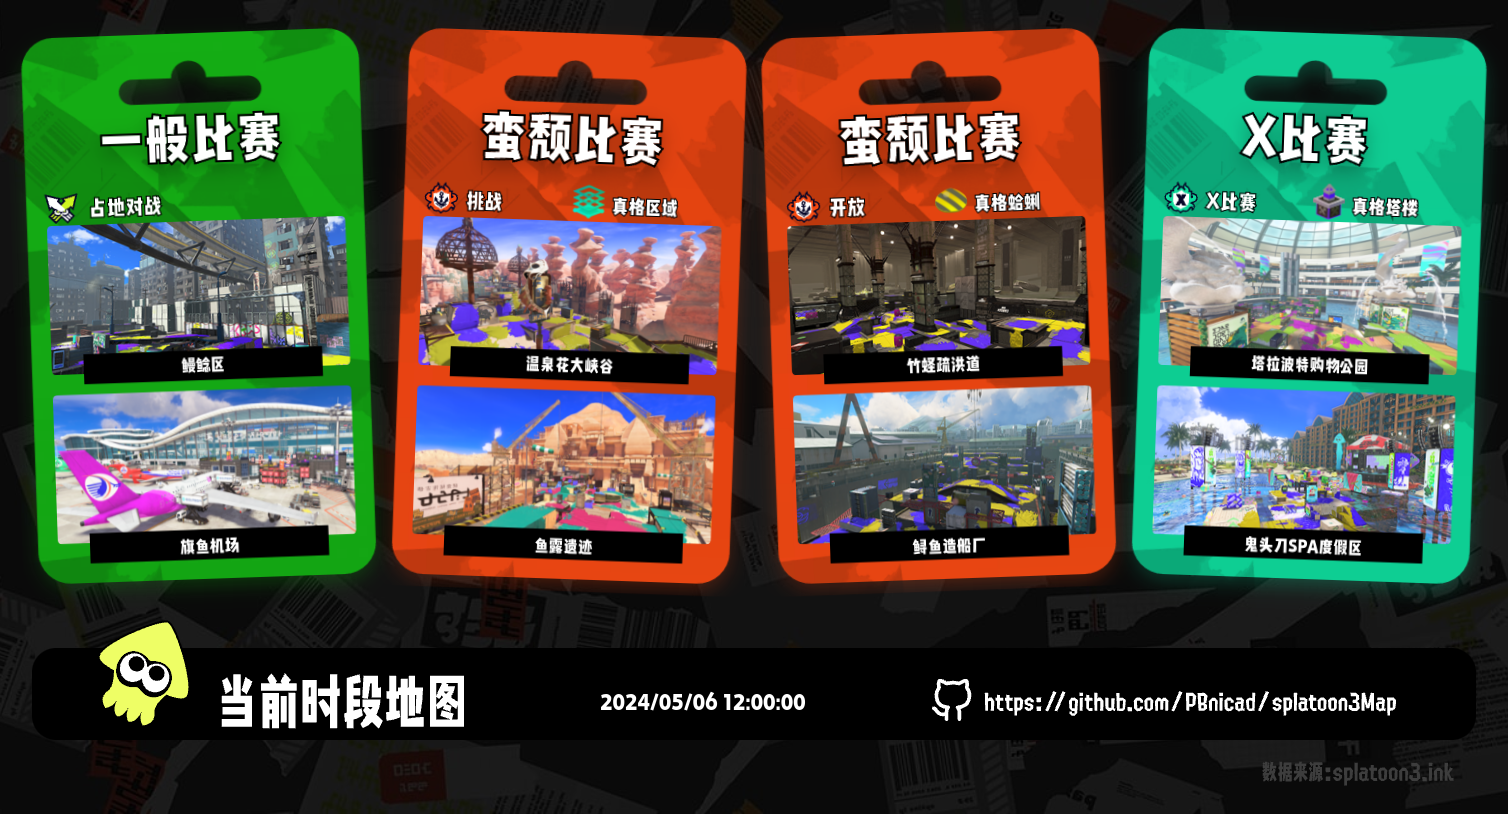 一般比赛
占地对战
鳗鲶区
旗鱼机场
蛮颓比赛
挑战
真格区域
温泉花大峡谷
鱼露遗迹
蛮颓比赛
开放
真格蛤蜊
竹蛏疏洪道
鲟鱼造船厂
X比赛
X比赛
真格塔楼
塔拉波特购物公园
鬼头刀SPA度假区
当前时段地图
2024/05/06 12:00:00
https://github.com/PBnicad/splatoon3Map
数据来源:splatoon3.ink